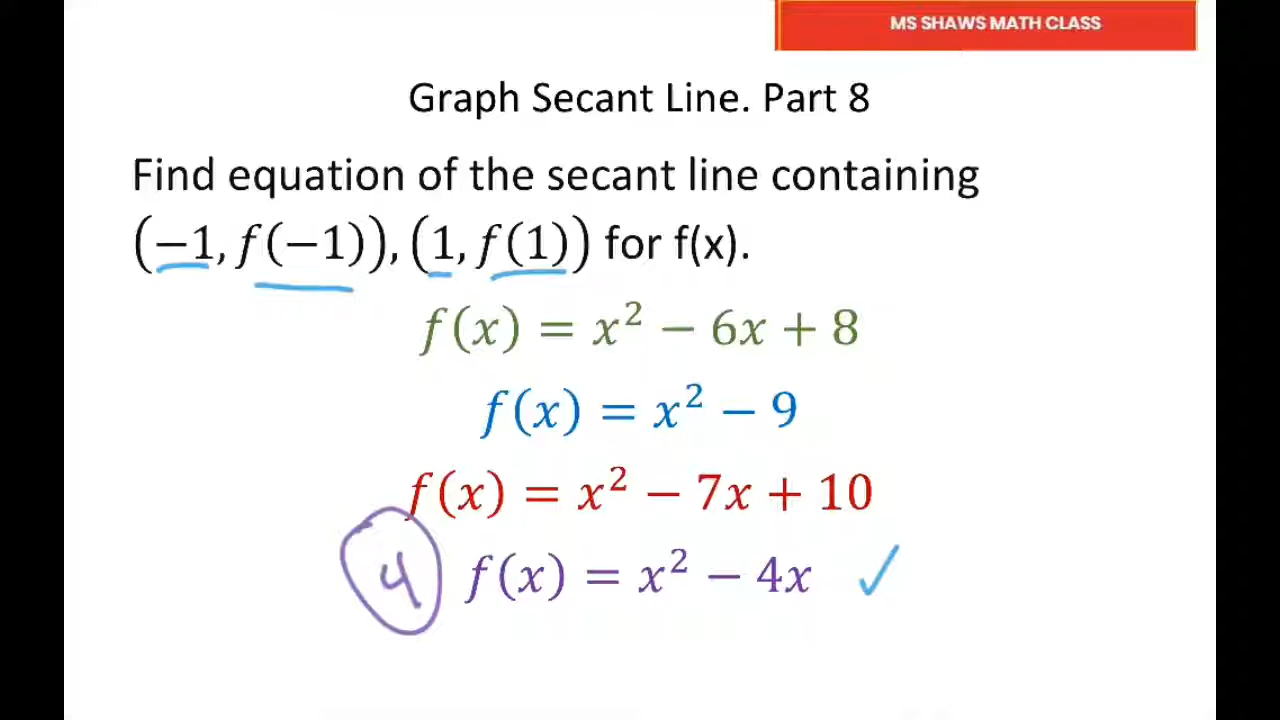 MS SHAWS MATH CLASS
Graph Secant Line. Part 8
Find equation of the secant line containing
(−1, f(−1)), (1, f(1)) for f(x).
f(x) = x² − 6x + 8
f(x) = x² − 9
f(x) = x² − 7x + 10
4 f(x) = x² − 4x ✓